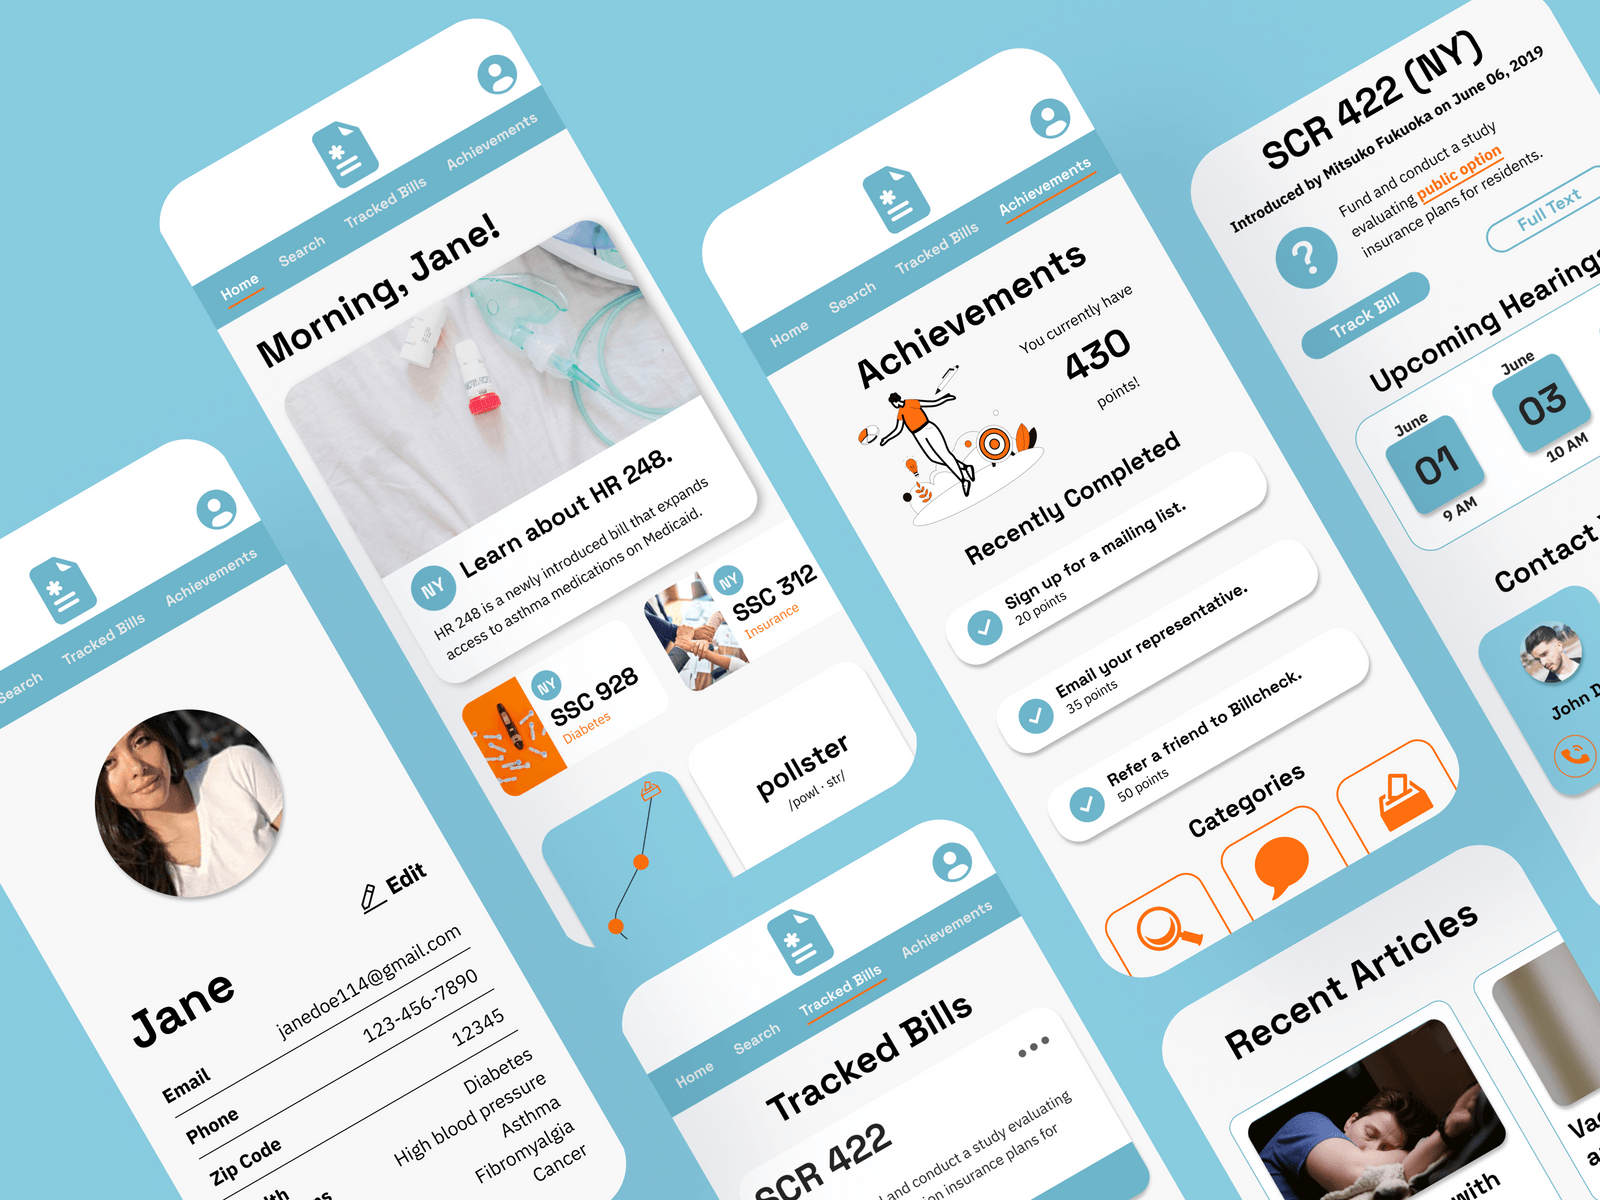 Search
Tracked Bills
Achievements
Edit
Jane
Email
janedoe114@gmail.com
Phone
123-456-7890
Zip Code
12345
Diabetes
High blood pressure
Asthma
Fibromyalgia
Cancer
Home
Search
Tracked Bills
Achievements
Morning, Jane!
NY
Learn about HR 248.
HR 248 is a newly introduced bill that expands
access to asthma medications on Medicaid.
NY
SSC 928
Diabetes
NY
SSC 312
Insurance
pollster
/powl · str/
Home
Search
Tracked Bills
Achievements
Tracked Bills
SCR 422
and conduct a study evaluating
insurance plans for
Home
Search
Tracked Bills
Achievements
Achievements
You currently have
430
points!
Recently Completed
Sign up for a mailing list.
20 points
Email your representative.
35 points
Refer a friend to Billcheck.
50 points
Categories
SCR 422 (NY)
Introduced by Mitsuko Fukuoka on June 06, 2019
?
Fund and conduct a study
evaluating public option
insurance plans for residents.
Track Bill
Full Text
Upcoming Hearings
June
01
9 AM
June
03
10 AM
Contact
John D
Recent Articles
with